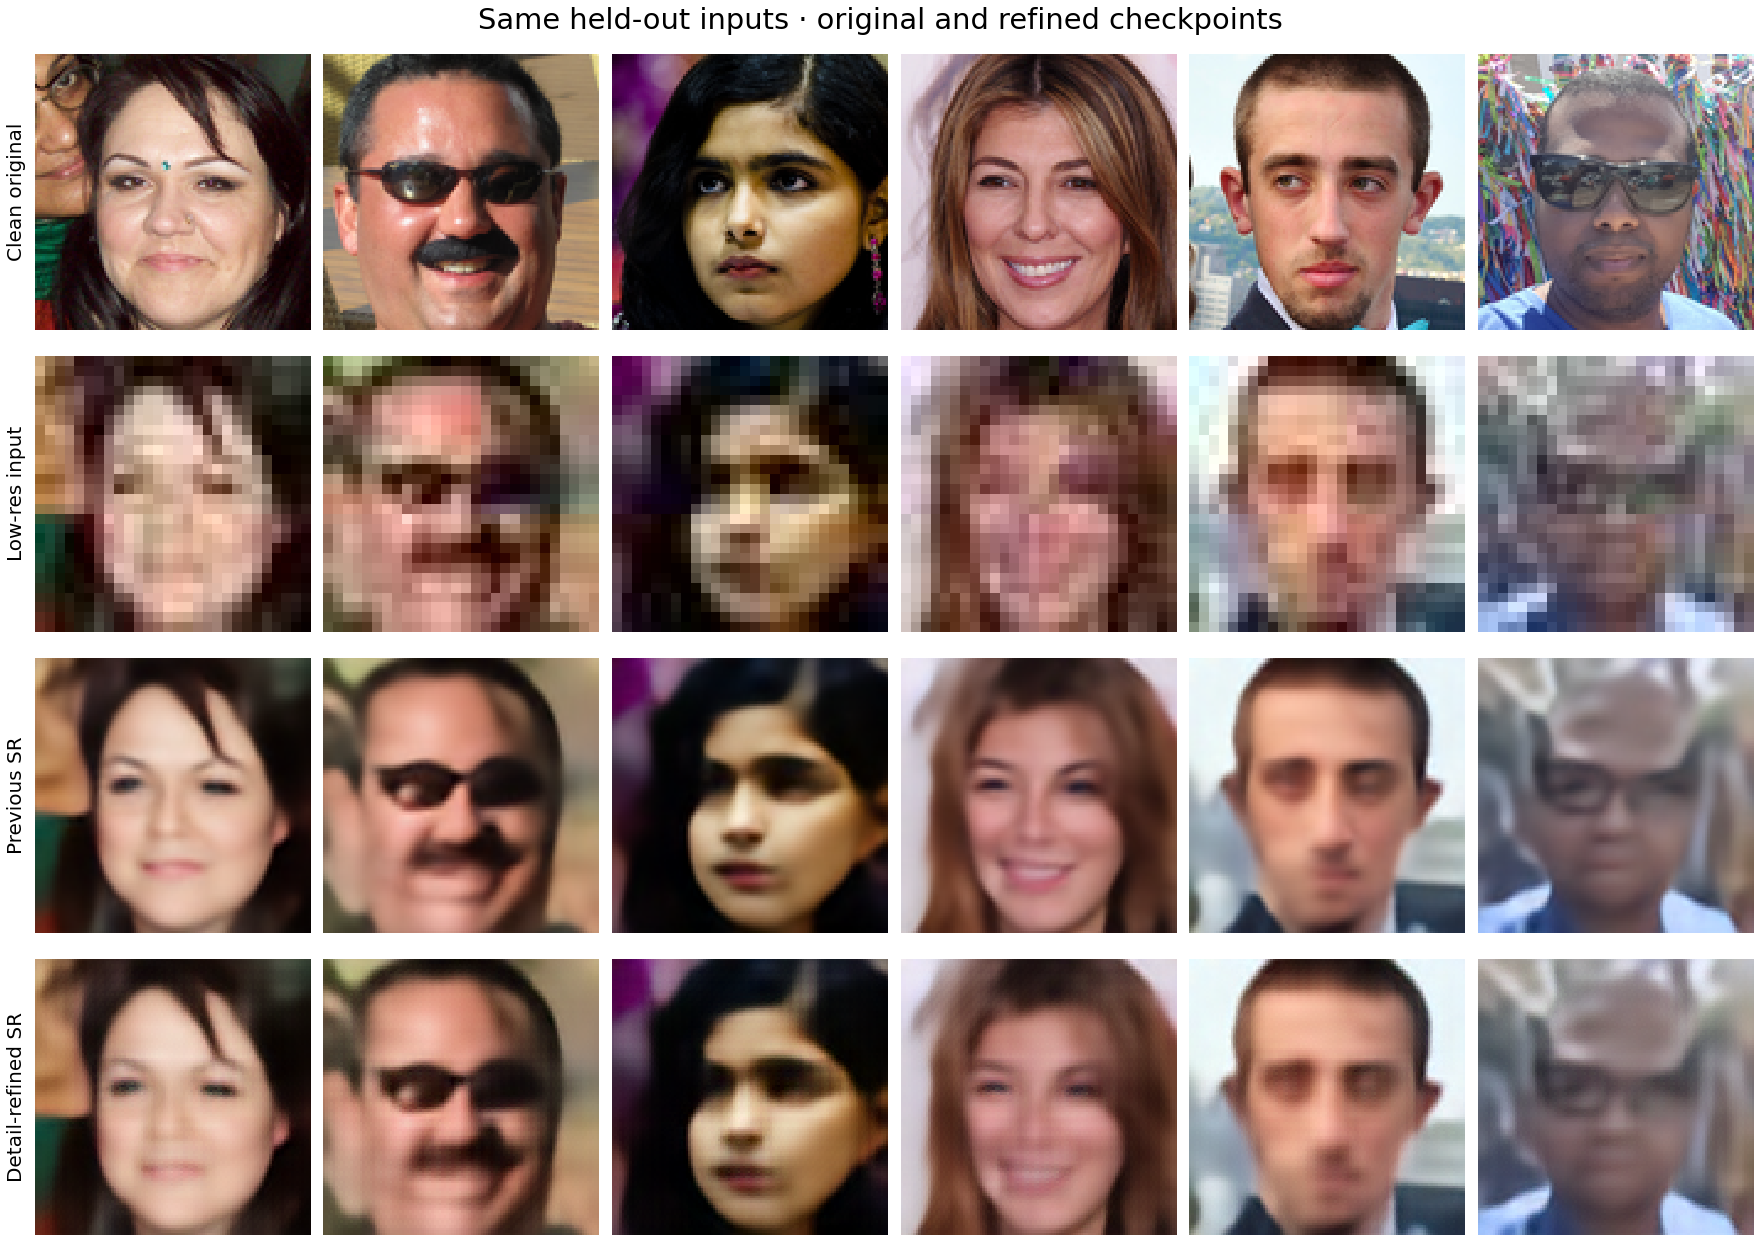 Same held-out inputs · original and refined checkpoints
Clean original
Low-res input
Previous SR
Detail-refined SR